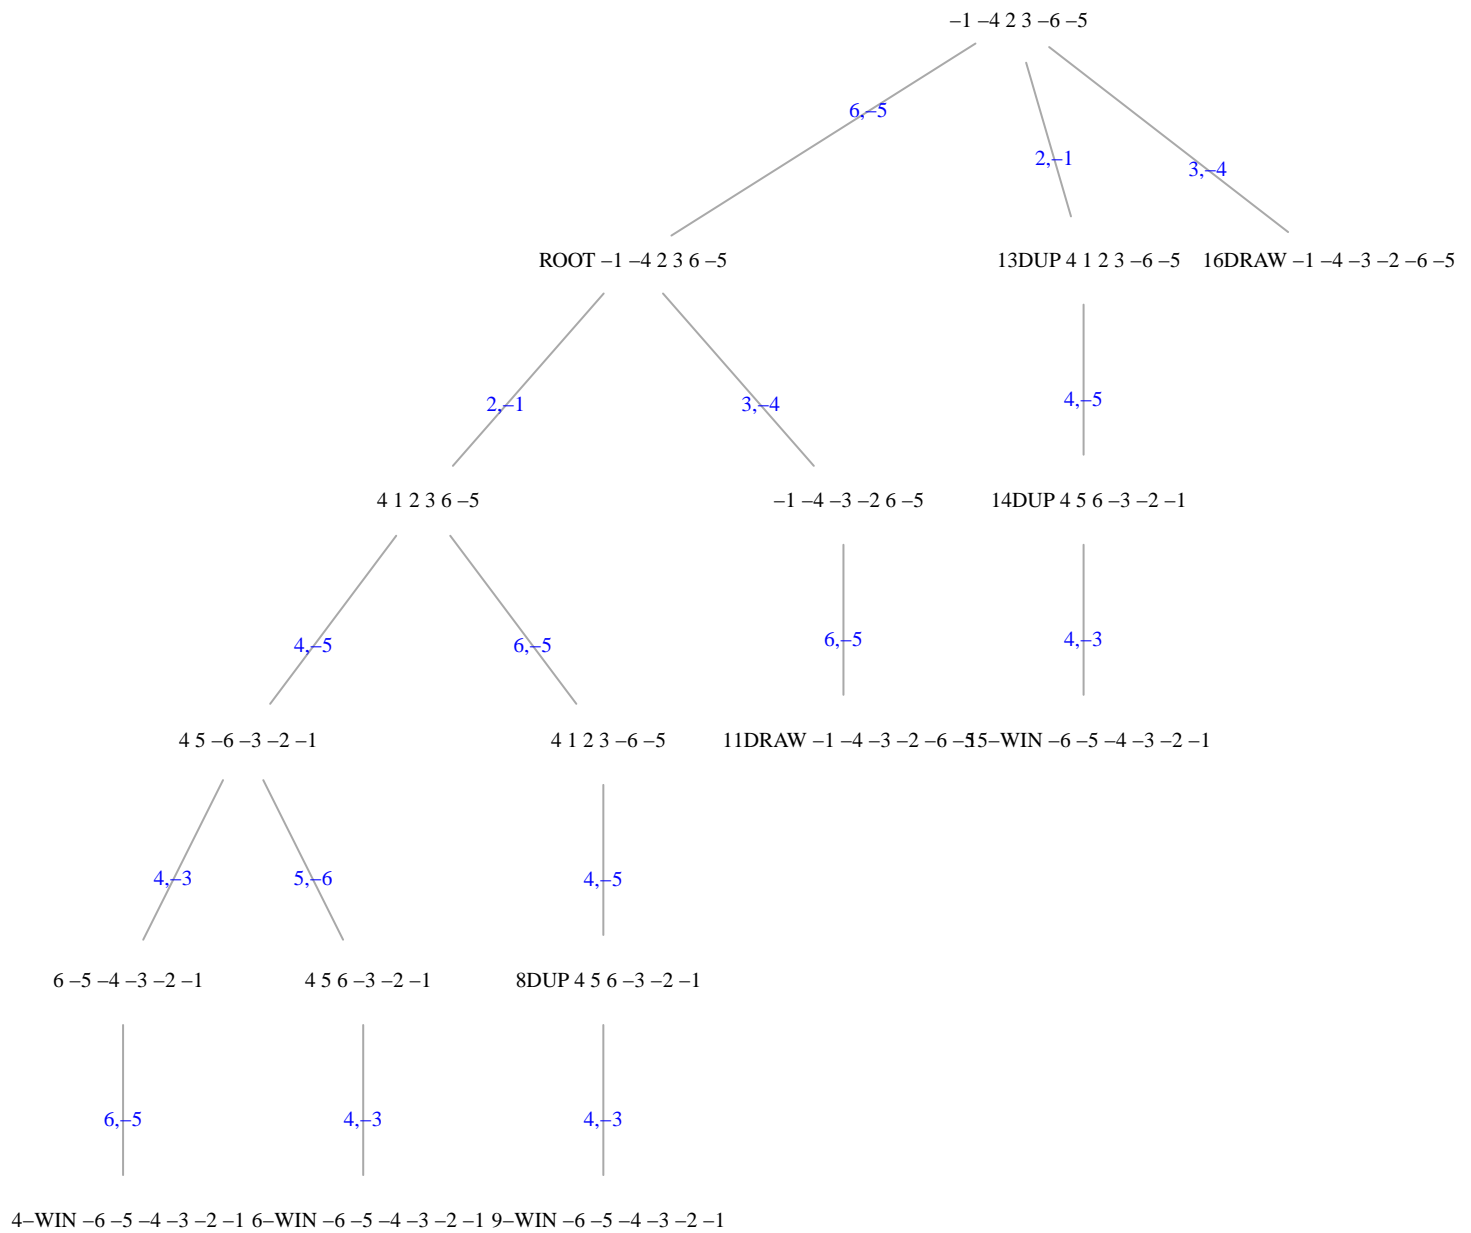 –1 –4 2 3 –6 –5
6,–5
2,–1
3,–4
ROOT –1 –4 2 3 6 –5
13DUP 4 1 2 3 –6 –5
16DRAW –1 –4 –3 –2 –6 –5
2,–1
3,–4
4,–5
4 1 2 3 6 –5
–1 –4 –3 –2 6 –5
14DUP 4 5 6 –3 –2 –1
4,–5
6,–5
6,–5
4,–3
4 5 –6 –3 –2 –1
4 1 2 3 –6 –5
11DRAW –1 –4 –3 –2 –6 –5
15–WIN –6 –5 –4 –3 –2 –1
4,–3
5,–6
4,–5
6 –5 –4 –3 –2 –1
4 5 6 –3 –2 –1
8DUP 4 5 6 –3 –2 –1
6,–5
4,–3
4,–3
4–WIN –6 –5 –4 –3 –2 –1
6–WIN –6 –5 –4 –3 –2 –1
9–WIN –6 –5 –4 –3 –2 –1